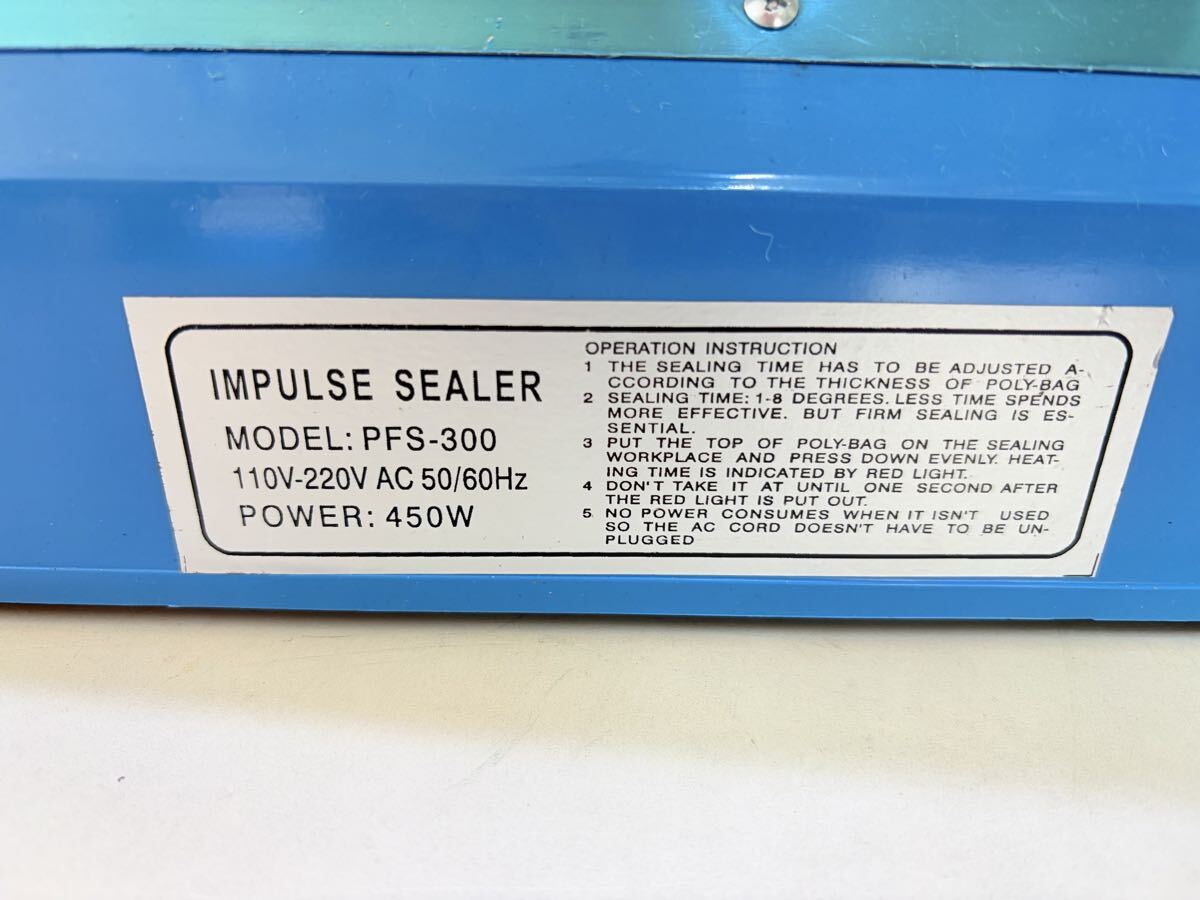 IMPULSE SEALER
MODEL: PFS-300
110V-220V AC 50/60Hz
POWER: 450W
OPERATION INSTRUCTION
1 THE SEALING TIME HAS TO BE ADJUSTED A-
CCORDING TO THE THICKNESS OF POLY-BAG
2 SEALING TIME: 1-8 DEGREES. LESS TIME SPENDS
MORE EFFECTIVE. BUT FIRM SEALING IS ES-
SENTIAL.
3 PUT THE TOP OF POLY-BAG ON THE SEALING
WORKPLACE AND PRESS DOWN EVENLY. HEAT-
ING TIME IS INDICATED BY RED LIGHT.
4 DON'T TAKE IT AT UNTIL ONE SECOND AFTER
THE RED LIGHT IS PUT OUT.
5 NO POWER CONSUMES WHEN IT ISN'T USED
SO THE AC CORD DOESN'T HAVE TO BE UN-
PLUGGED